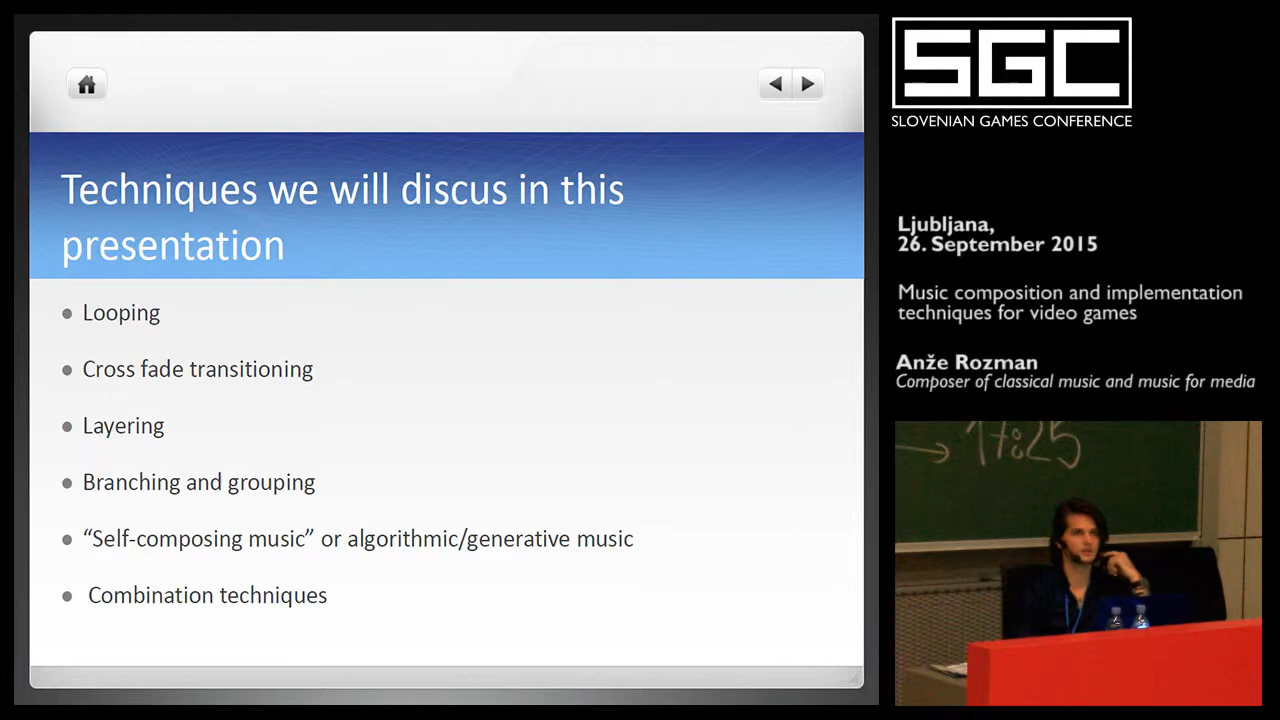 Techniques we will discus in this
presentation
Looping
Cross fade transitioning
Layering
Branching and grouping
“Self-composing music” or algorithmic/generative music
Combination techniques
SGC
SLOVENIAN GAMES CONFERENCE
Ljubljana,
26. September 2015
Music composition and implementation
techniques for video games
Anže Rozman
Composer of classical music and music for media
→ 17:25